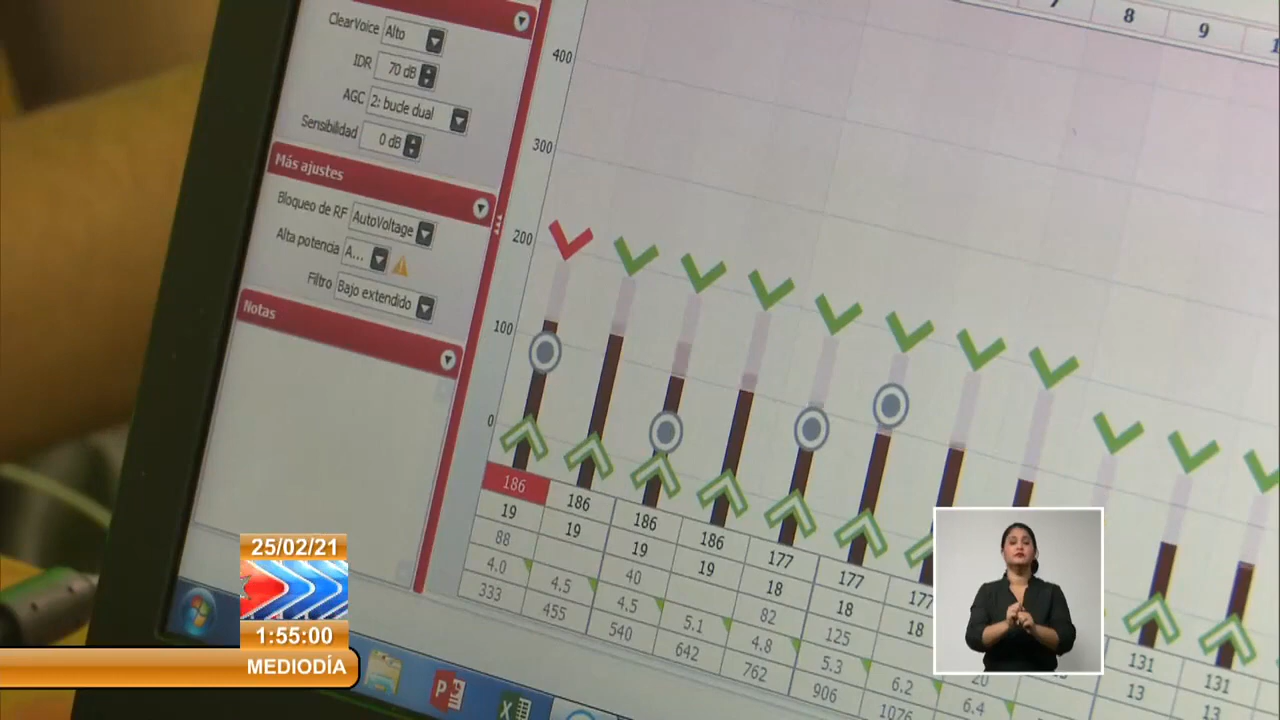 ClearVoice Alto
IDR 70 dB
AGC 2: bucle dual
Sensibilidad 0 dB
Más ajustes
Bloqueo de RF AutoVoltage
Alta potencia A...
Filtro Bajo extendido
Notas
7 8 9
400
300
200
100
0
186 186 186 186 177 177 177 131 131
19 19 19 19 18 18 18 13 13
88 40 82 125 20
4.0 4.5 4.5 5.1 4.8 5.3 6.2 6.4
333 455 540 642 762 906 1076
25/02/21
1:55:00
MEDIODÍA